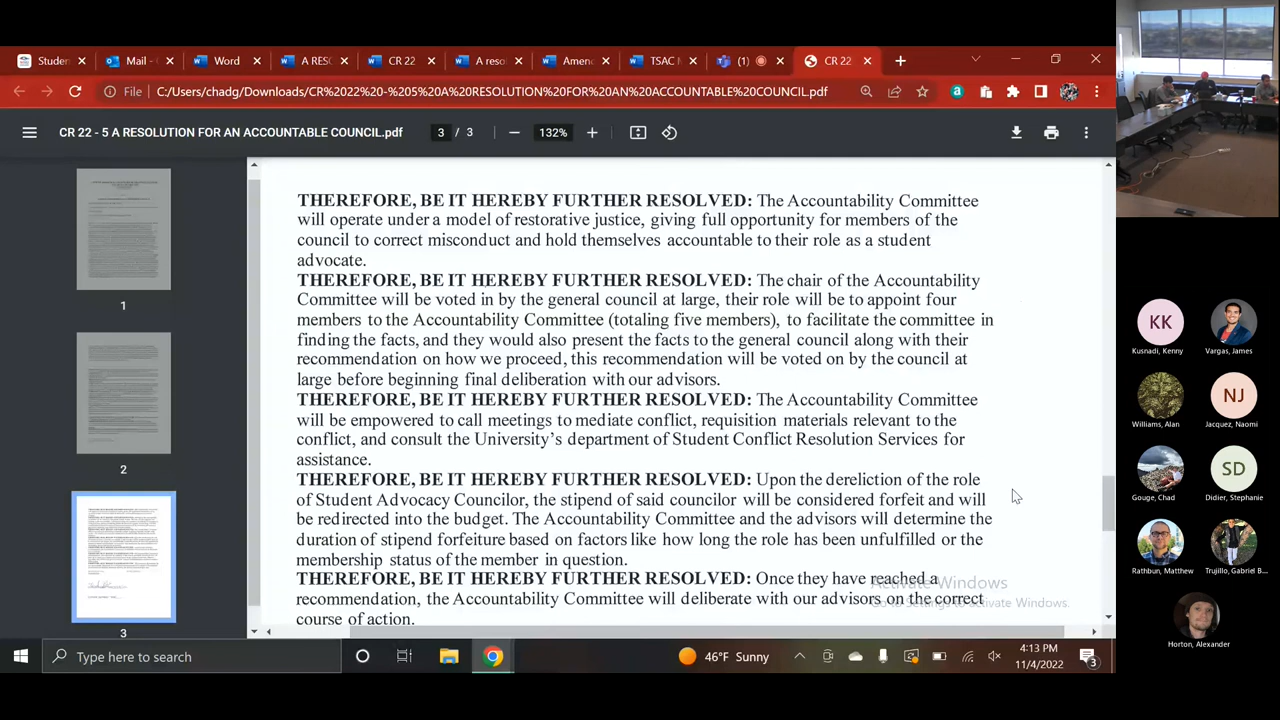 Studen
Mail -
Word
A RESC
CR 22
A reso
Amenc
TSAC M
(1)
CR 22
File
C:/Users/chadg/Downloads/CR%2022%20-%205%20A%20RESOLUTION%20FOR%20AN%20ACCOUNTABLE%20COUNCIL.pdf
CR 22 - 5 A RESOLUTION FOR AN ACCOUNTABLE COUNCIL.pdf
3 / 3
132%
1
2
3
THEREFORE, BE IT HEREBY FURTHER RESOLVED: The Accountability Committee
will operate under a model of restorative justice, giving full opportunity for members of the
council to correct misconduct and hold themselves accountable to their role as a student
advocate.
THEREFORE, BE IT HEREBY FURTHER RESOLVED: The chair of the Accountability
Committee will be voted in by the general council at large, their role will be to appoint four
members to the Accountability Committee (totaling five members), to facilitate the committee in
finding the facts, and they would also present the facts to the general council along with their
recommendation on how we proceed, this recommendation will be voted on by the council at
large before beginning final deliberation with our advisors.
THEREFORE, BE IT HEREBY FURTHER RESOLVED: The Accountability Committee
will be empowered to call meetings to mediate conflict, requisition materials relevant to the
conflict, and consult the University's department of Student Conflict Resolution Services for
assistance.
THEREFORE, BE IT HEREBY FURTHER RESOLVED: Upon the dereliction of the role
of Student Advocacy Councilor, the stipend of said councilor will be considered forfeit and will
be redirected into the budget. The Accountability Committee and the advisors will determine the
duration of stipend forfeiture based on factors like how long the role has been unfulfilled or the
membership status of the member in question.
THEREFORE, BE IT HEREBY FURTHER RESOLVED: Once they have reached a
recommendation, the Accountability Committee will deliberate with our advisors on the correct
course of action.
Activate Windows
Go to Settings to activate Windows.
KK
Kusnadi, Kenny
Vargas, James
Williams, Alan
NJ
Jacquez, Naomi
Gouge, Chad
SD
Didier, Stephanie
Rathbun, Matthew
Trujillo, Gabriel B...
Horton, Alexander
Type here to search
46°F Sunny
4:13 PM
11/4/2022
3